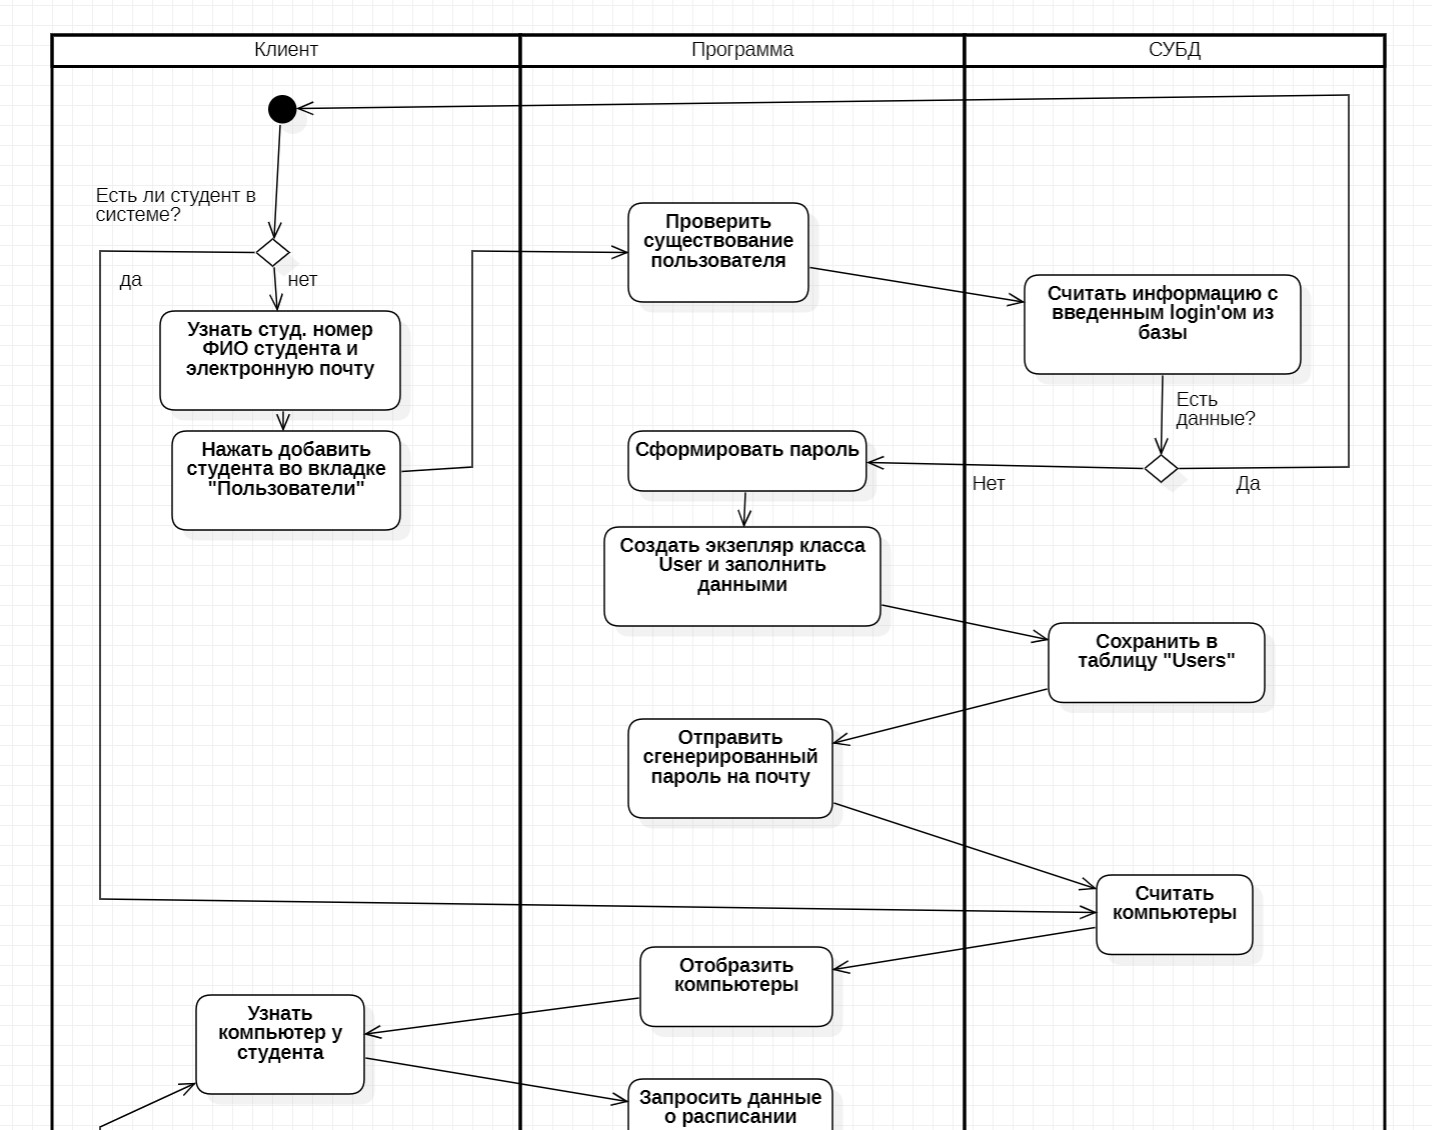 Клиент
Программа
СУБД
Есть ли студент в
системе?
да
нет
Узнать студ. номер
ФИО студента и
электронную почту
Нажать добавить
студента во вкладке
"Пользователи"
Проверить
существование
пользователя
Считать информацию с
введенным login'ом из
базы
Есть
данные?
Нет
Да
Сформировать пароль
Создать экзепляр класса
User и заполнить
данными
Сохранить в
таблицу "Users"
Отправить
сгенерированный
пароль на почту
Считать
компьютеры
Отобразить
компьютеры
Узнать
компьютер у
студента
Запросить данные
о расписании